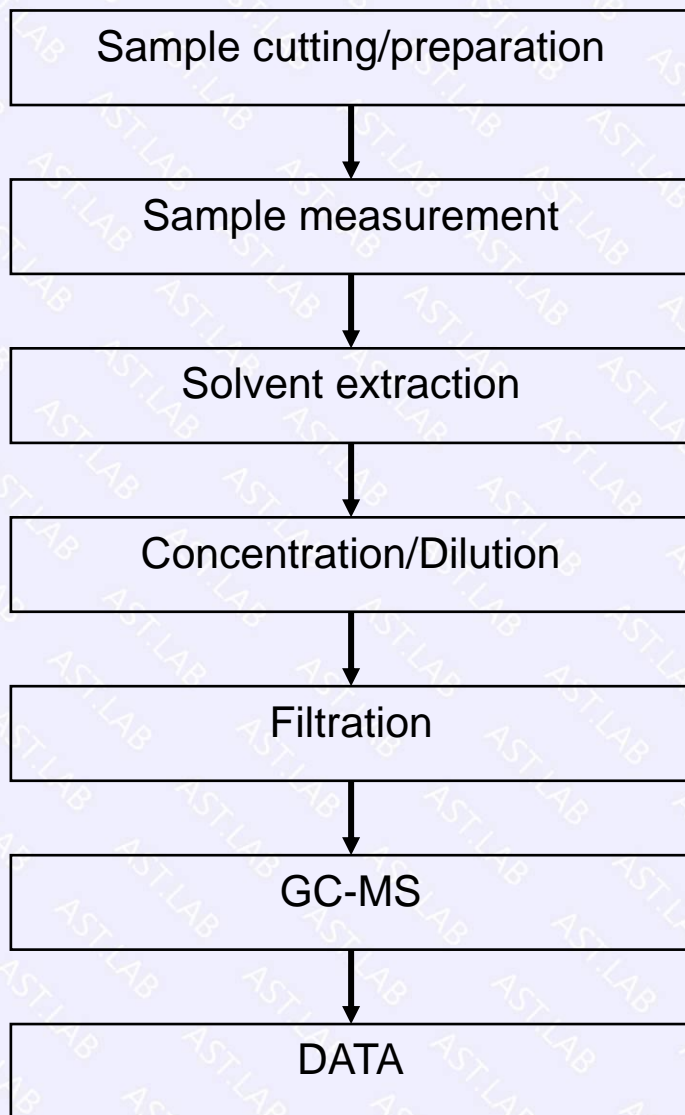 Sample cutting/preparation
Sample measurement
Solvent extraction
Concentration/Dilution
Filtration
GC-MS
DATA